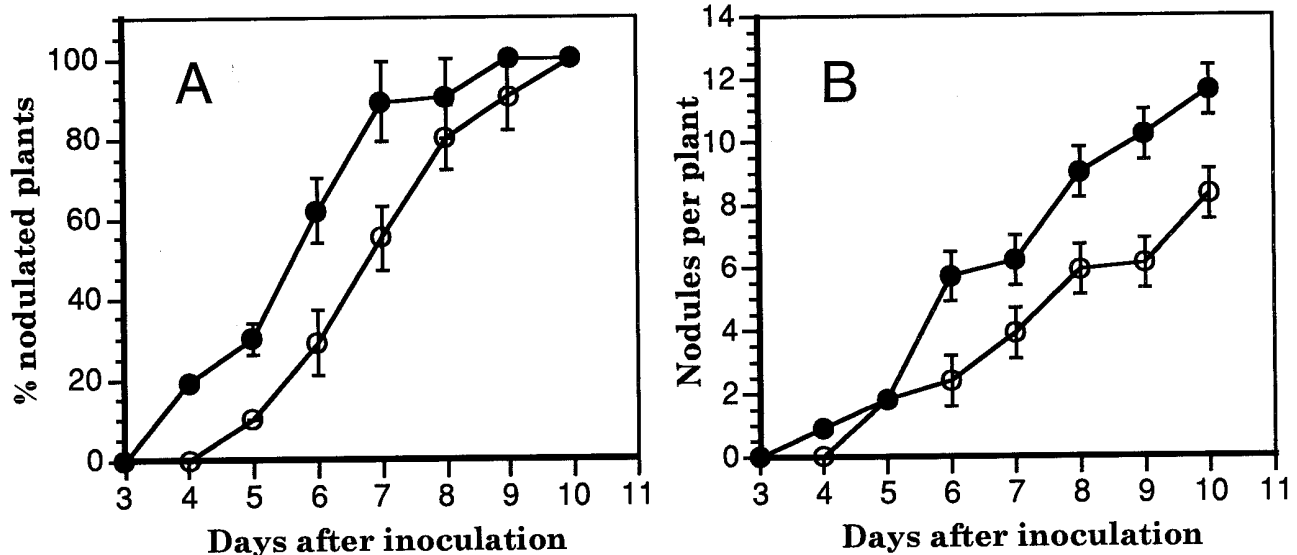 A
% nodulated plants
100
80
60
40
20
0
3 4 5 6 7 8 9 10 11
Days after inoculation
B
Nodules per plant
14
12
10
8
6
4
2
0
3 4 5 6 7 8 9 10 11
Days after inoculation